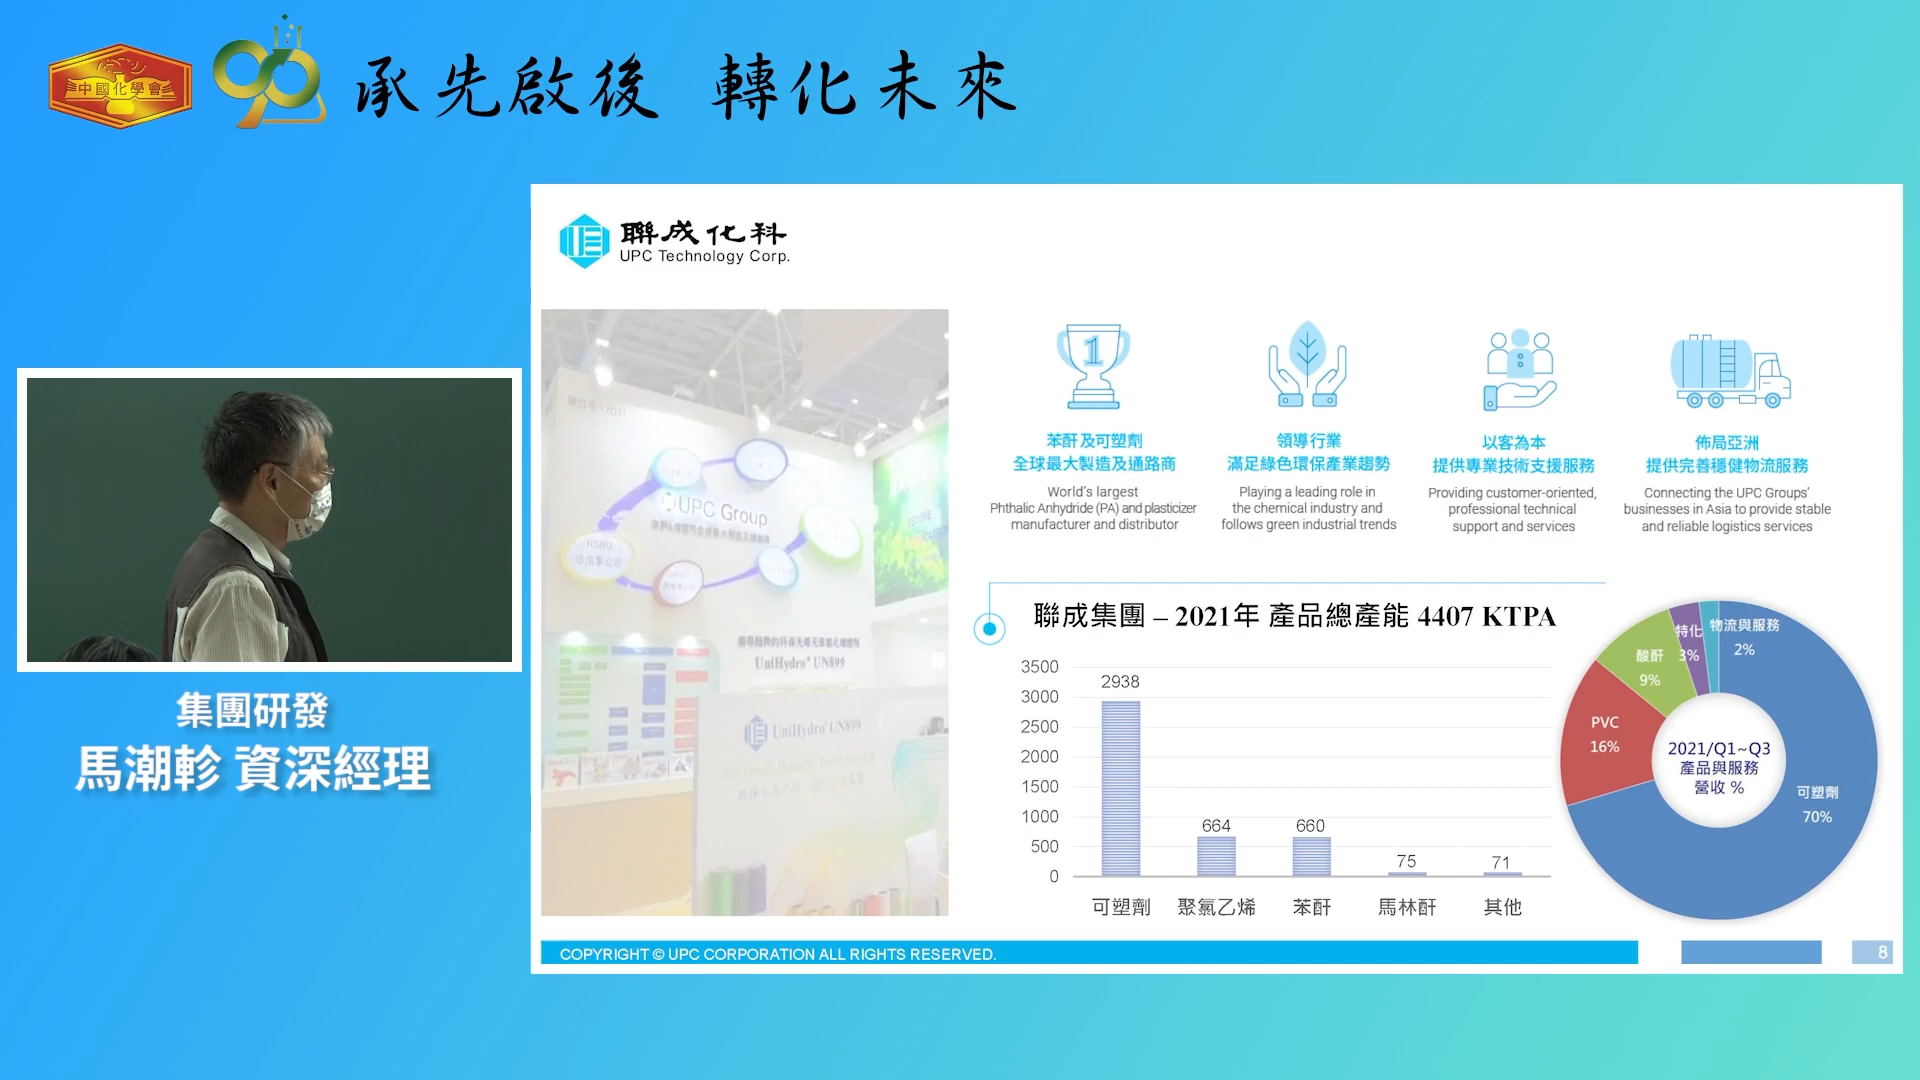 中國化學會
90
承先啟後 轉化未來
聯成化科
UPC Technology Corp.
UPC Group
RSBU
UniHydro® UN899
UniHydro® UN899
1
苯酐及可塑劑
全球最大製造及通路商
World's largest
Phthalic Anhydride (PA) and plasticizer
manufacturer and distributor
領導行業
滿足綠色環保產業趨勢
Playing a leading role in
the chemical industry and
follows green industrial trends
以客為本
提供專業技術支援服務
Providing customer-oriented,
professional technical
support and services
佈局亞洲
提供完善穩健物流服務
Connecting the UPC Groups'
businesses in Asia to provide stable
and reliable logistics services
聯成集團 – 2021年 產品總產能 4407 KTPA
3500
3000
2500
2000
1500
1000
500
0
2938
664
660
75
71
可塑劑
聚氯乙烯
苯酐
馬林酐
其他
物流與服務
2%
特化
3%
酸酐
9%
PVC
16%
可塑劑
70%
2021/Q1~Q3
產品與服務
營收 %
COPYRIGHT © UPC CORPORATION ALL RIGHTS RESERVED.
8
集團研發
馬潮軫 資深經理